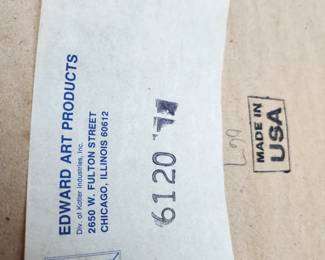 EDWARD ART PRODUCTS
Div. of Kotler Industries, Inc.
2650 W. FULTON STREET
CHICAGO, ILLINOIS 60612
6120
MADE IN
USA